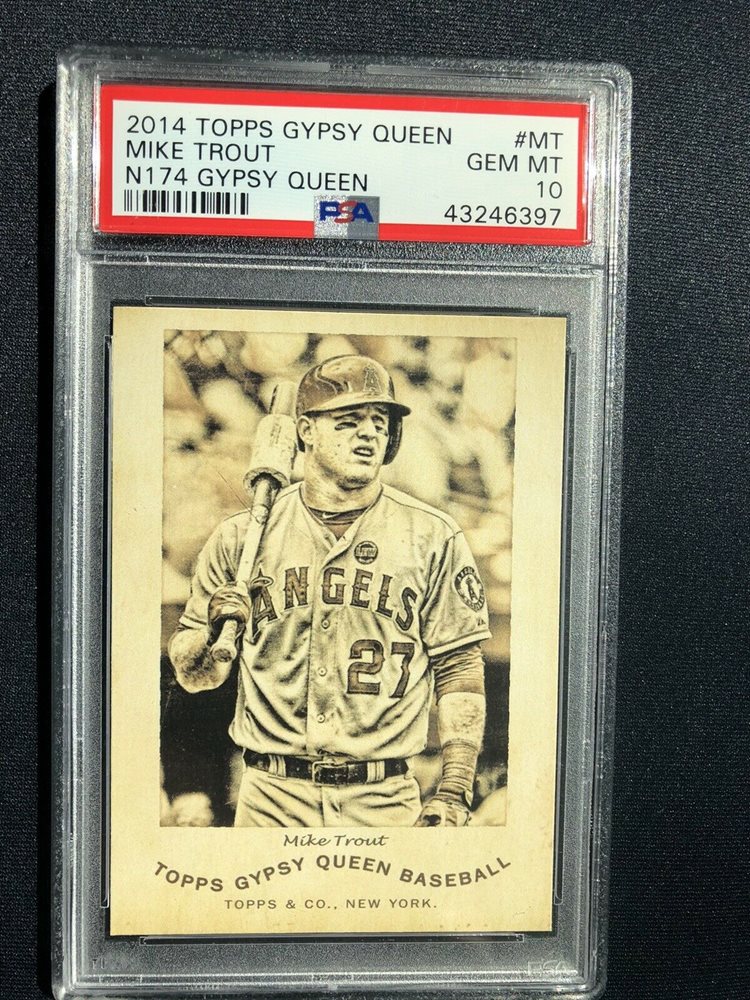 2014 TOPPS GYPSY QUEEN #MT
MIKE TROUT GEM MT
N174 GYPSY QUEEN 10
PSA 43246397
A
ANGELS
27
Mike Trout
TOPPS GYPSY QUEEN BASEBALL
TOPPS & CO., NEW YORK.
PSA